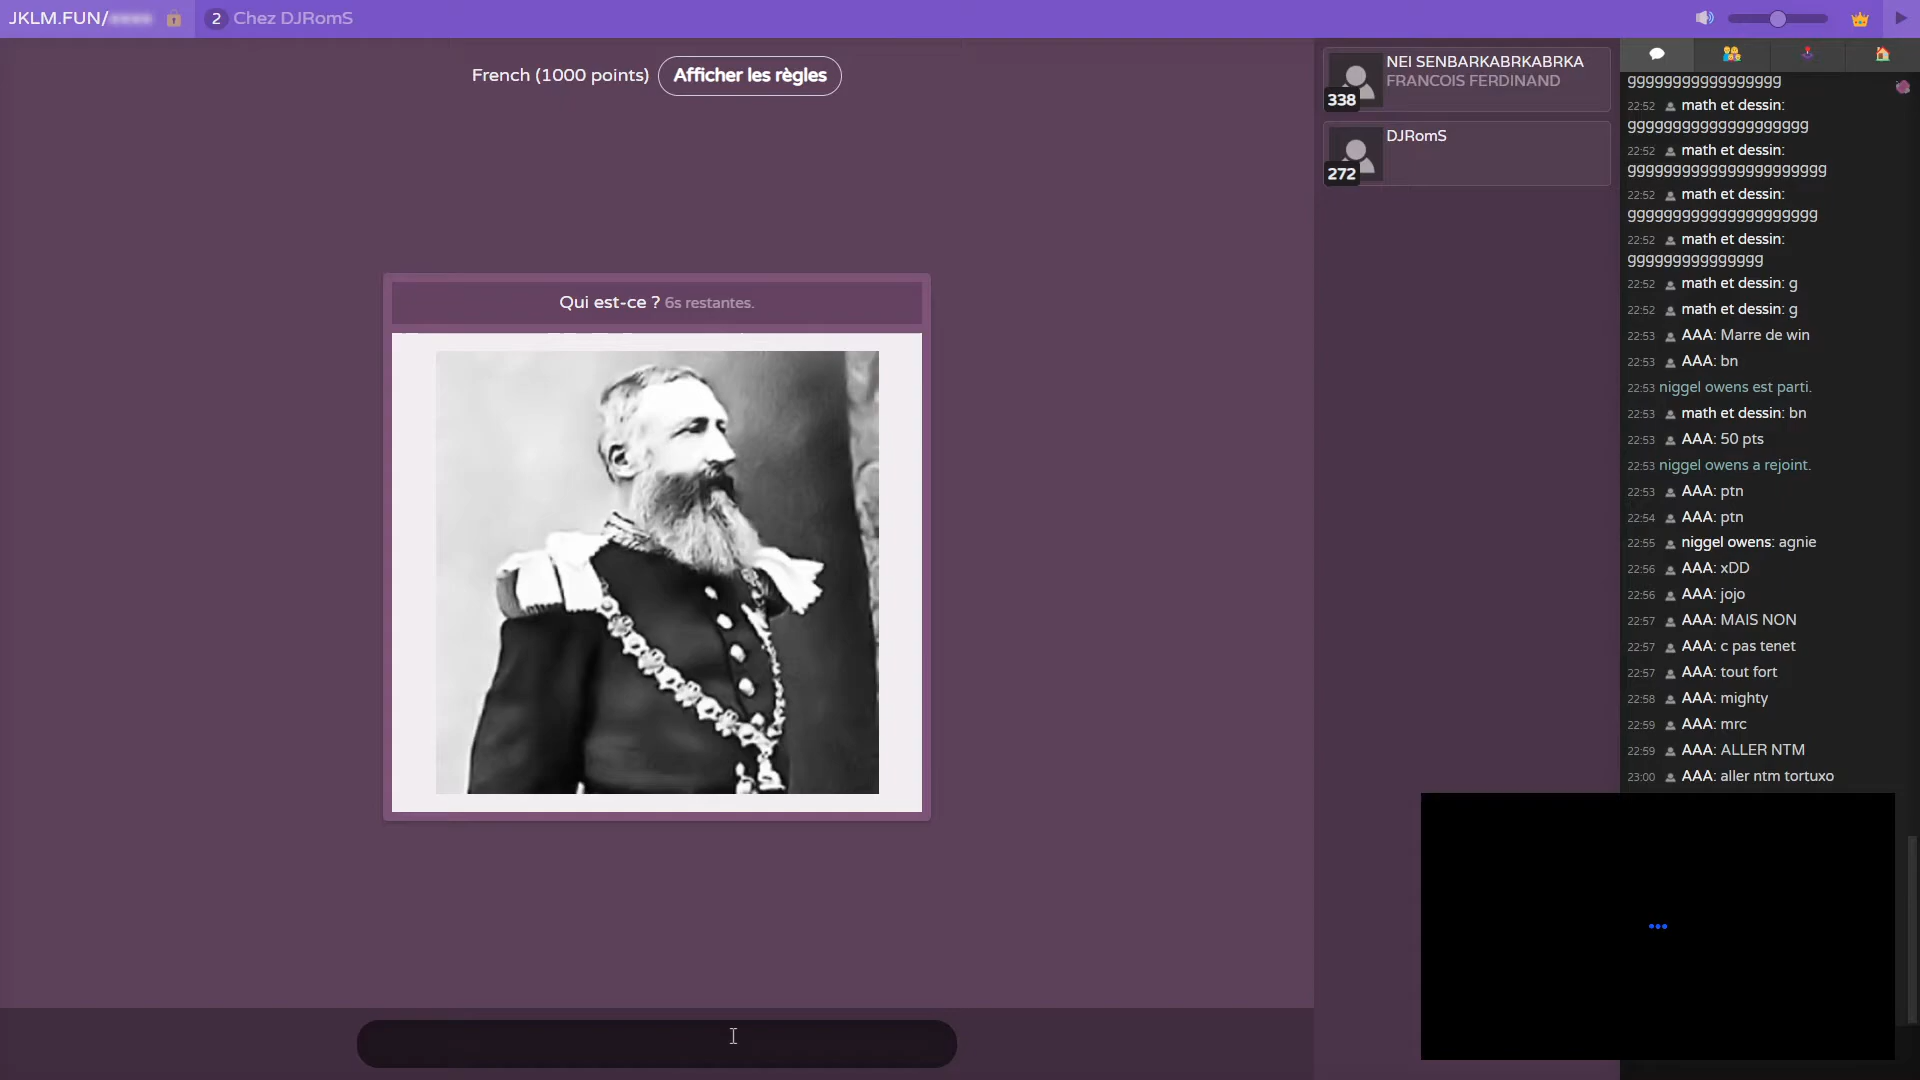 JKLM.FUN/
2 Chez DJRomS
French (1000 points) Afficher les règles
Qui est-ce ? 6s restantes.
NEI SENBARKABRKABRKA
FRANCOIS FERDINAND
338
DJRomS
272
ggggggggggggggggg
22:52 math et dessin:
gggggggggggggggggggg
22:52 math et dessin:
gggggggggggggggggggggg
22:52 math et dessin:
ggggggggggggggggggggg
22:52 math et dessin:
ggggggggggggggg
22:52 math et dessin: g
22:52 math et dessin: g
22:53 AAA: Marre de win
22:53 AAA: bn
22:53 niggel owens est parti.
22:53 math et dessin: bn
22:53 AAA: 50 pts
22:53 niggel owens a rejoint.
22:53 AAA: ptn
22:54 AAA: ptn
22:55 niggel owens: agnie
22:56 AAA: xDD
22:56 AAA: jojo
22:57 AAA: MAIS NON
22:57 AAA: c pas tenet
22:57 AAA: tout fort
22:58 AAA: mighty
22:59 AAA: mrc
22:59 AAA: ALLER NTM
23:00 AAA: aller ntm tortuxo